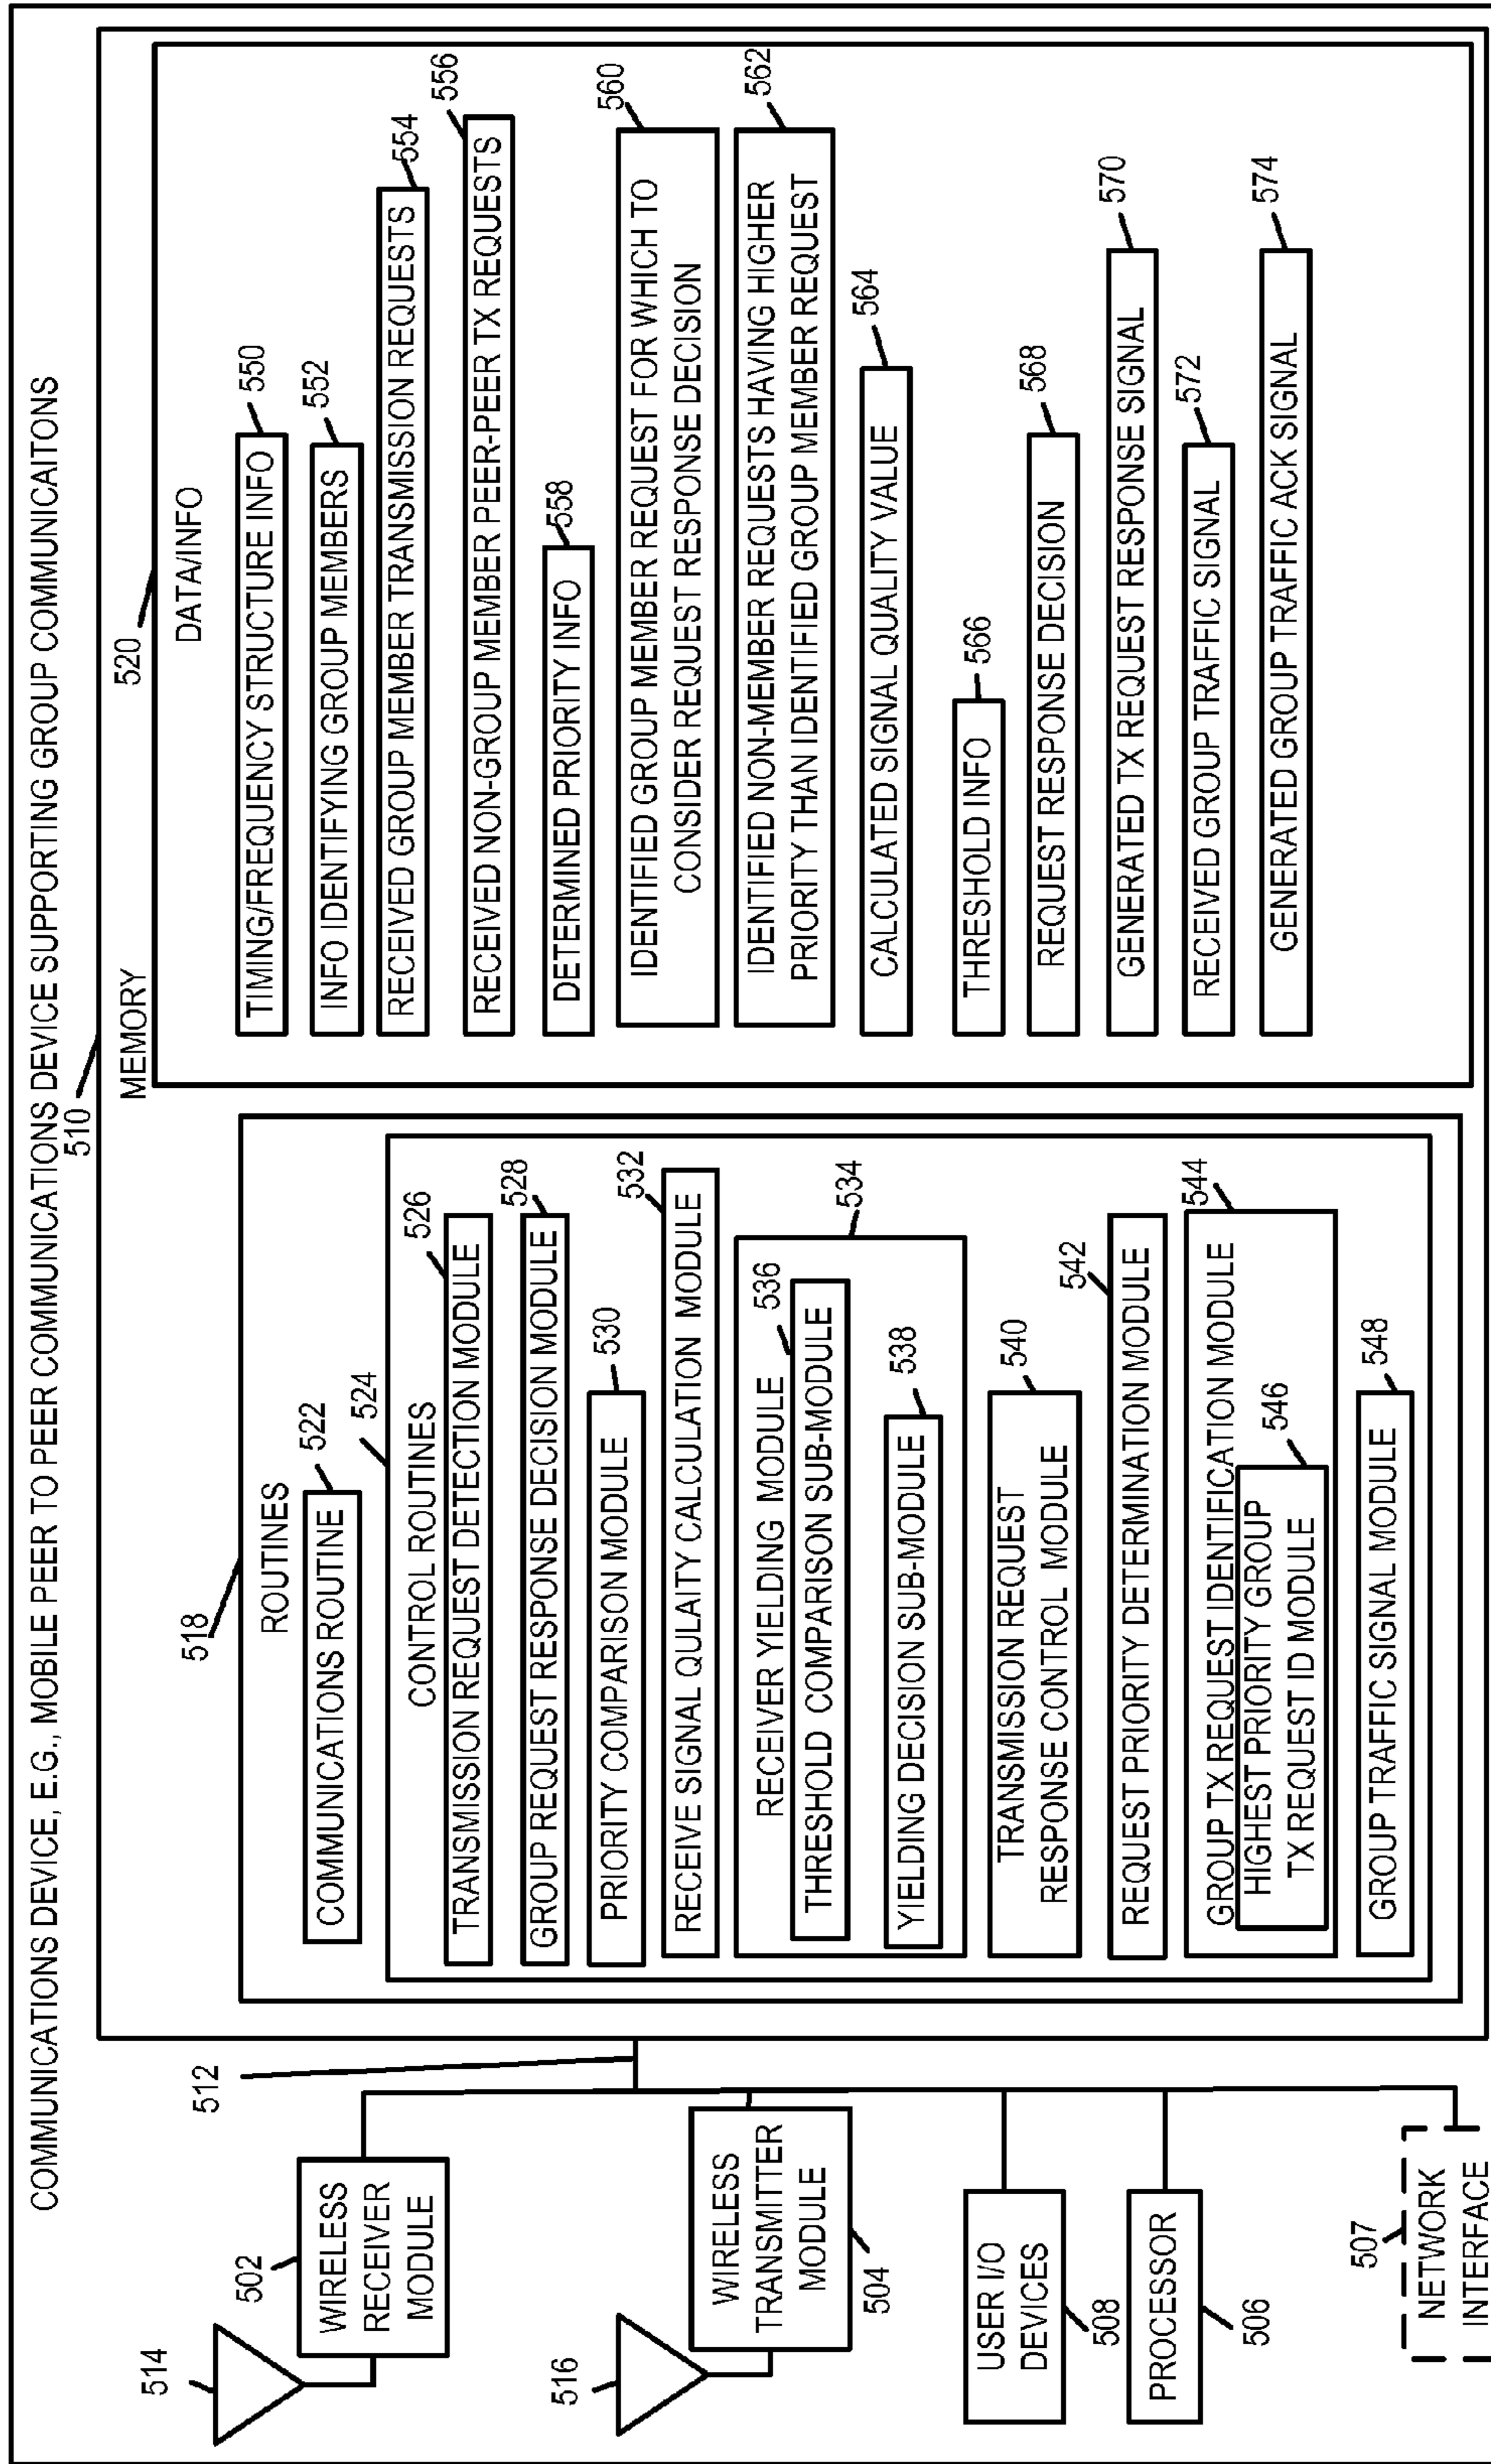 COMMUNICATIONS DEVICE, E.G., MOBILE PEER TO PEER COMMUNICATIONS DEVICE SUPPORTING GROUP COMMUNICAITONS
510
514
502
WIRELESS
RECEIVER
MODULE
516
WIRELESS
TRANSMITTER
MODULE
504
USER I/O
DEVICES
508
PROCESSOR
506
507
NETWORK
INTERFACE
512
MEMORY
518
ROUTINES
COMMUNICATIONS ROUTINE
522
524
CONTROL ROUTINES
526
TRANSMISSION REQUEST DETECTION MODULE
528
GROUP REQUEST RESPONSE DECISION MODULE
PRIORITY COMPARISON MODULE
530
532
RECEIVE SIGNAL QULAITY CALCULATION MODULE
534
RECEIVER YIELDING MODULE
536
THRESHOLD COMPARISON SUB-MODULE
YIELDING DECISION SUB-MODULE
538
TRANSMISSION REQUEST
RESPONSE CONTROL MODULE
540
542
REQUEST PRIORITY DETERMINATION MODULE
544
GROUP TX REQUEST IDENTIFICATION MODULE
HIGHEST PRIORITY GROUP
TX REQUEST ID MODULE
546
GROUP TRAFFIC SIGNAL MODULE
548
520
DATA/INFO
TIMING/FREQUENCY STRUCTURE INFO
550
INFO IDENTIFYING GROUP MEMBERS
552
RECEIVED GROUP MEMBER TRANSMISSION REQUESTS
554
RECEIVED NON-GROUP MEMBER PEER-PEER TX REQUESTS
556
DETERMINED PRIORITY INFO
558
IDENTIFIED GROUP MEMBER REQUEST FOR WHICH TO
CONSIDER REQUEST RESPONSE DECISION
560
IDENTIFIED NON-MEMBER REQUESTS HAVING HIGHER
PRIORITY THAN IDENTIFIED GROUP MEMBER REQUEST
562
CALCULATED SIGNAL QUALITY VALUE
564
THRESHOLD INFO
566
REQUEST RESPONSE DECISION
568
GENERATED TX REQUEST RESPONSE SIGNAL
570
RECEIVED GROUP TRAFFIC SIGNAL
572
GENERATED GROUP TRAFFIC ACK SIGNAL
574